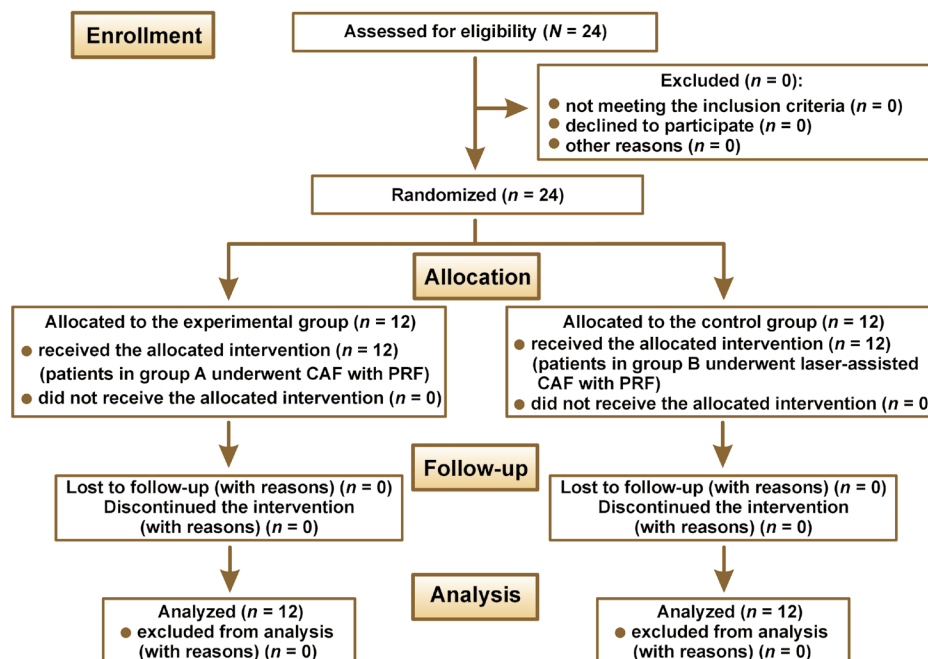 Enrollment
Assessed for eligibility (N = 24)
Excluded (n = 0):
● not meeting the inclusion criteria (n = 0)
● declined to participate (n = 0)
● other reasons (n = 0)
Randomized (n = 24)
Allocation
Allocated to the experimental group (n = 12)
● received the allocated intervention (n = 12)
(patients in group A underwent CAF with PRF)
● did not receive the allocated intervention (n = 0)
Allocated to the control group (n = 12)
● received the allocated intervention (n = 12)
(patients in group B underwent laser-assisted
CAF with PRF)
● did not receive the allocated intervention (n = 0
Follow-up
Lost to follow-up (with reasons) (n = 0)
Discontinued the intervention
(with reasons) (n = 0)
Lost to follow-up (with reasons) (n = 0)
Discontinued the intervention
(with reasons) (n = 0)
Analysis
Analyzed (n = 12)
● excluded from analysis
(with reasons) (n = 0)
Analyzed (n = 12)
● excluded from analysis
(with reasons) (n = 0)